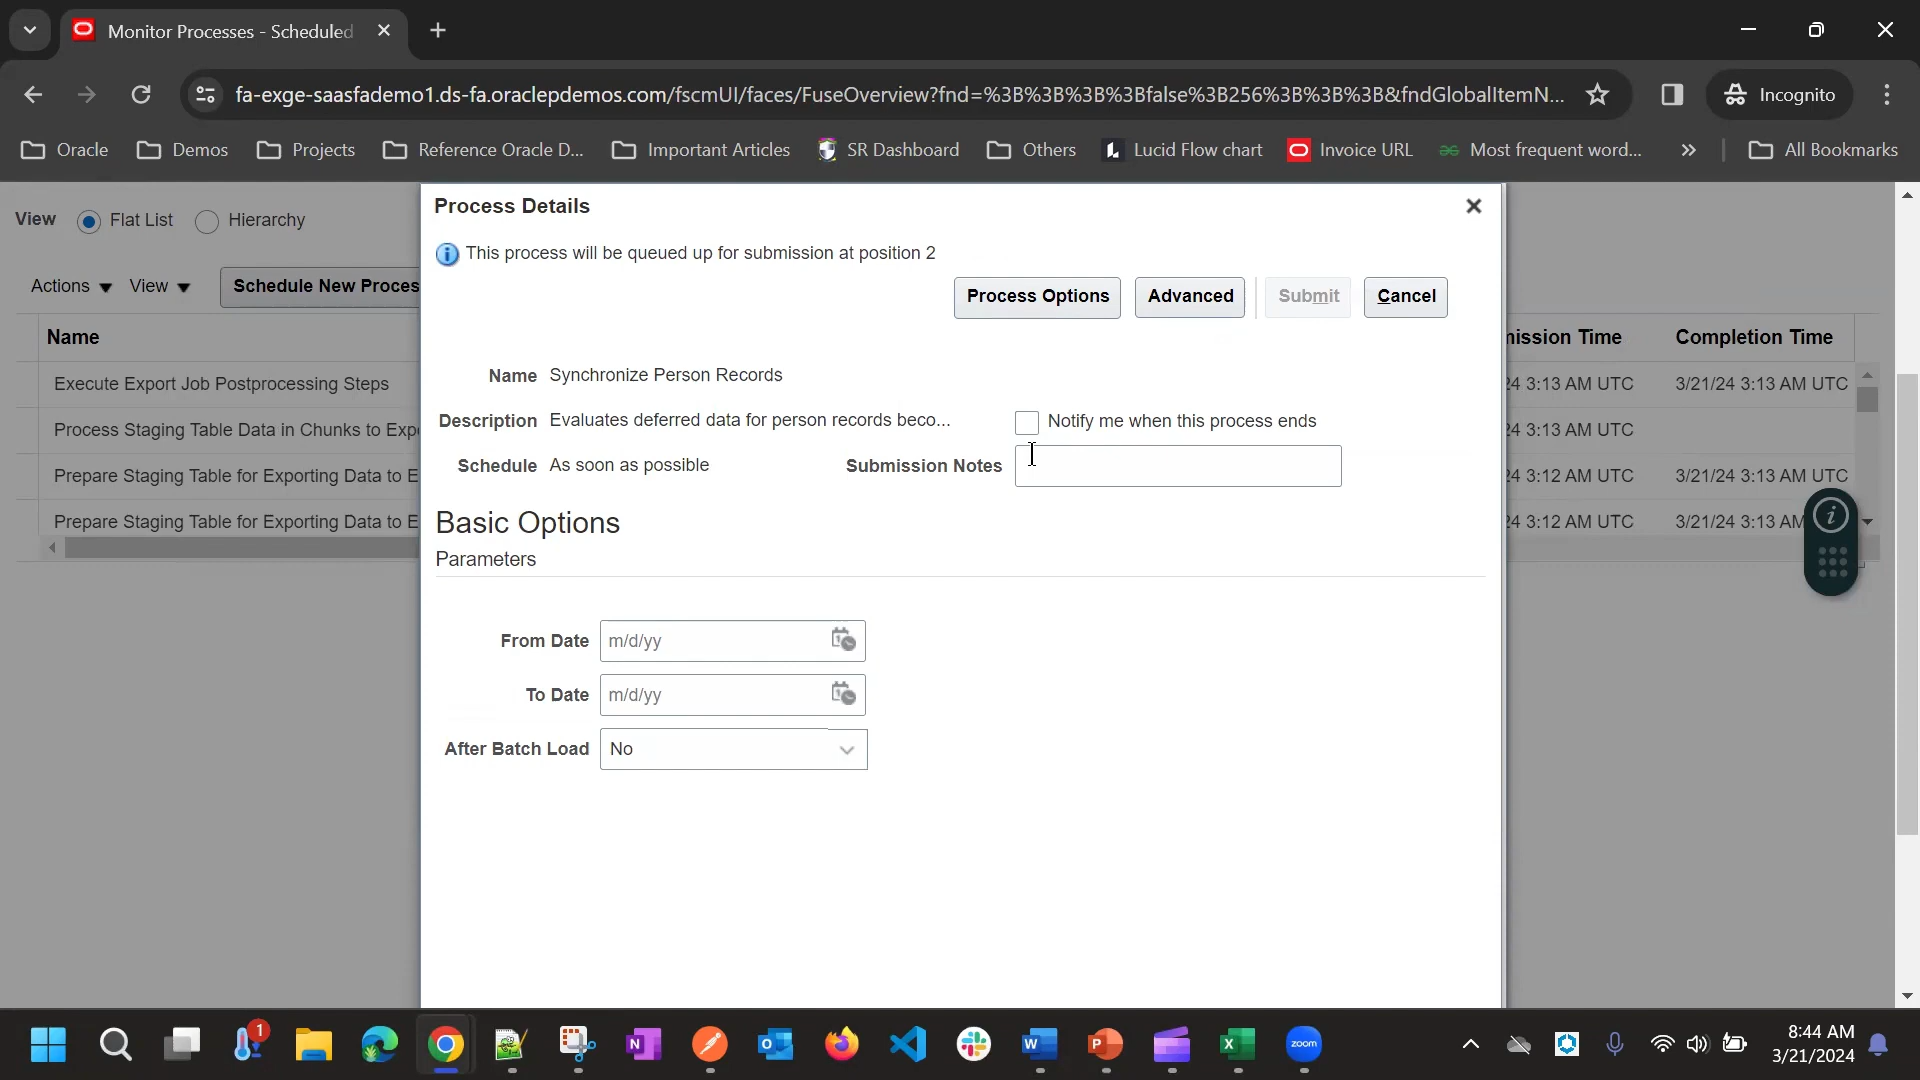 Monitor Processes - Scheduled
fa-exge-saasfademo1.ds-fa.oraclepdemos.com/fscmUI/faces/FuseOverview?fnd=%3B%3B%3B%3Bfalse%3B256%3B%3B%3B&fndGlobalItemN...
Incognito
Oracle
Demos
Projects
Reference Oracle D...
Important Articles
SR Dashboard
Others
Lucid Flow chart
Invoice URL
Most frequent word...
All Bookmarks
View
Flat List
Hierarchy
Process Details
This process will be queued up for submission at position 2
Actions
View
Schedule New Proces
Process Options
Advanced
Submit
Cancel
Name
nission Time
Completion Time
Execute Export Job Postprocessing Steps
24 3:13 AM UTC
3/21/24 3:13 AM UTC
Process Staging Table Data in Chunks to Exp
24 3:13 AM UTC
Prepare Staging Table for Exporting Data to E
24 3:12 AM UTC
3/21/24 3:13 AM UTC
Prepare Staging Table for Exporting Data to E
24 3:12 AM UTC
3/21/24 3:13 AM
Name Synchronize Person Records
Description Evaluates deferred data for person records beco...
Notify me when this process ends
Schedule As soon as possible
Submission Notes
Basic Options
Parameters
From Date m/d/yy
To Date m/d/yy
After Batch Load No
1
zoom
8:44 AM
3/21/2024